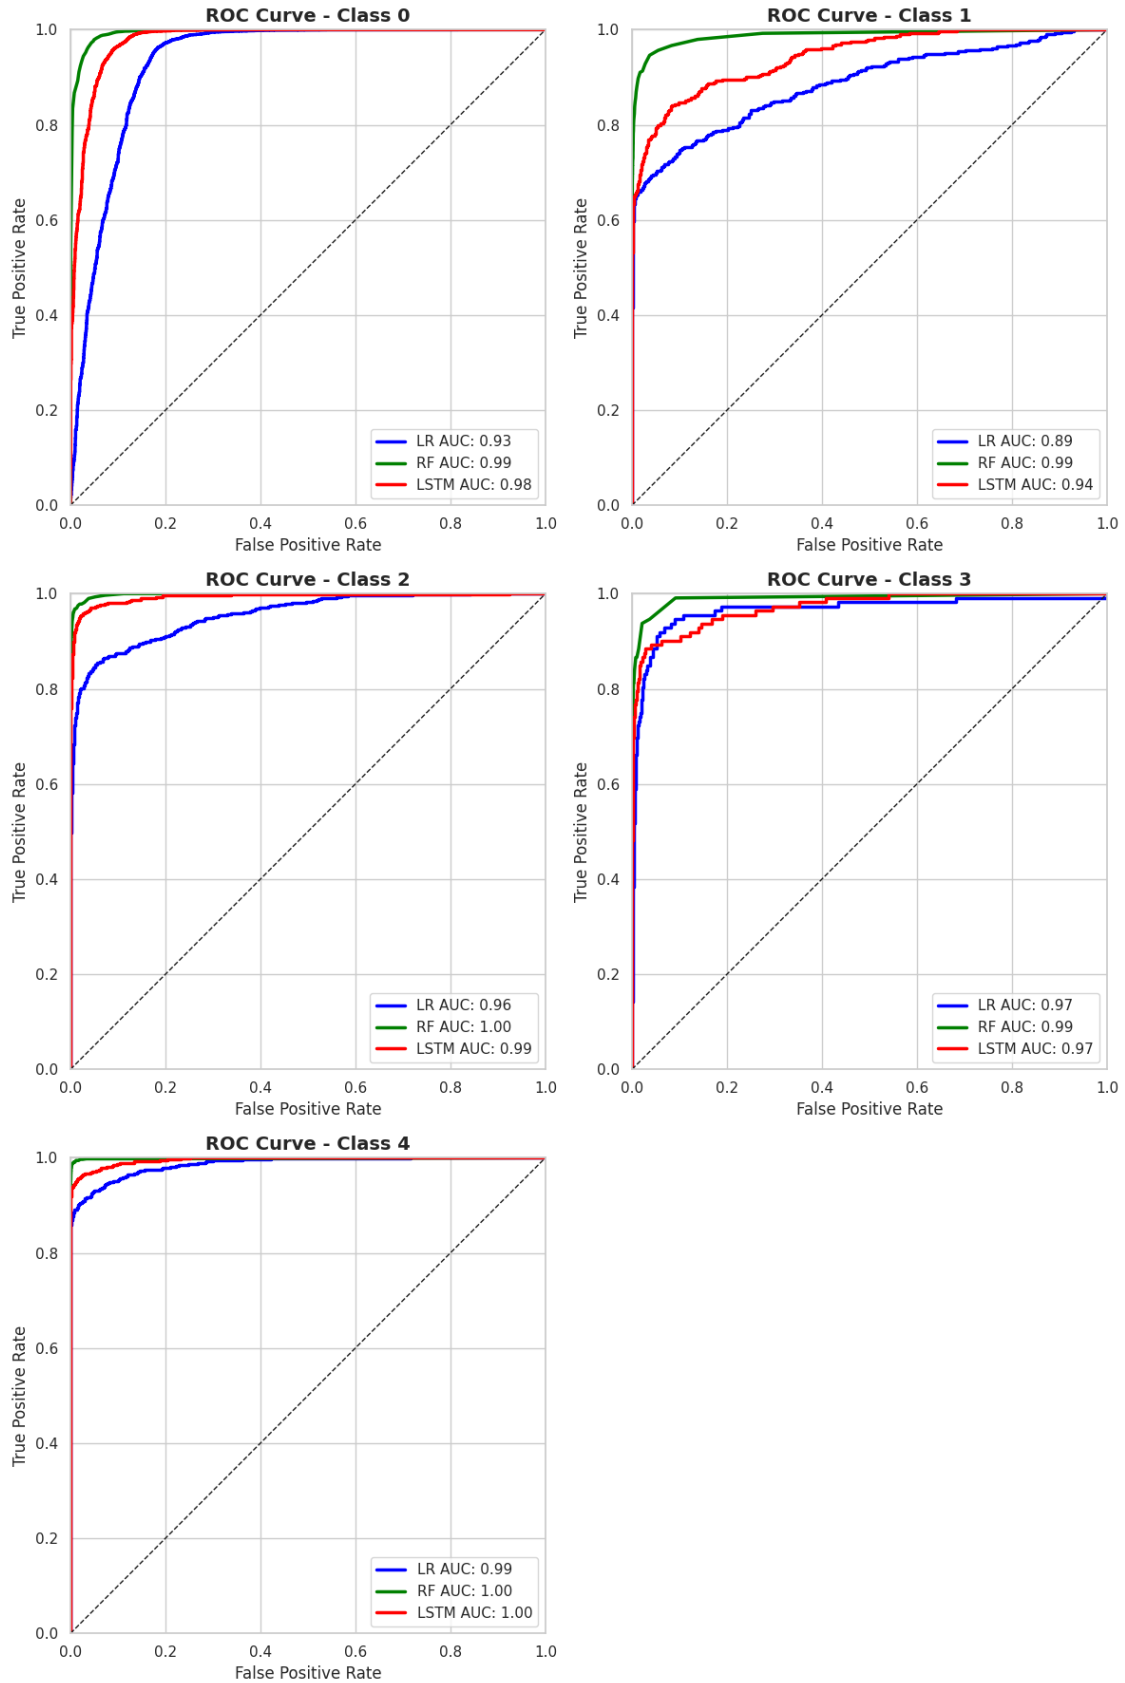 ROC Curve - Class 0
True Positive Rate
1.0
0.8
0.6
0.4
0.2
0.0
LR AUC: 0.93
RF AUC: 0.99
LSTM AUC: 0.98
0.0 0.2 0.4 0.6 0.8 1.0
False Positive Rate
ROC Curve - Class 1
True Positive Rate
1.0
0.8
0.6
0.4
0.2
0.0
LR AUC: 0.89
RF AUC: 0.99
LSTM AUC: 0.94
0.0 0.2 0.4 0.6 0.8 1.0
False Positive Rate
ROC Curve - Class 2
True Positive Rate
1.0
0.8
0.6
0.4
0.2
0.0
LR AUC: 0.96
RF AUC: 1.00
LSTM AUC: 0.99
0.0 0.2 0.4 0.6 0.8 1.0
False Positive Rate
ROC Curve - Class 3
True Positive Rate
1.0
0.8
0.6
0.4
0.2
0.0
LR AUC: 0.97
RF AUC: 0.99
LSTM AUC: 0.97
0.0 0.2 0.4 0.6 0.8 1.0
False Positive Rate
ROC Curve - Class 4
True Positive Rate
1.0
0.8
0.6
0.4
0.2
0.0
LR AUC: 0.99
RF AUC: 1.00
LSTM AUC: 1.00
0.0 0.2 0.4 0.6 0.8 1.0
False Positive Rate